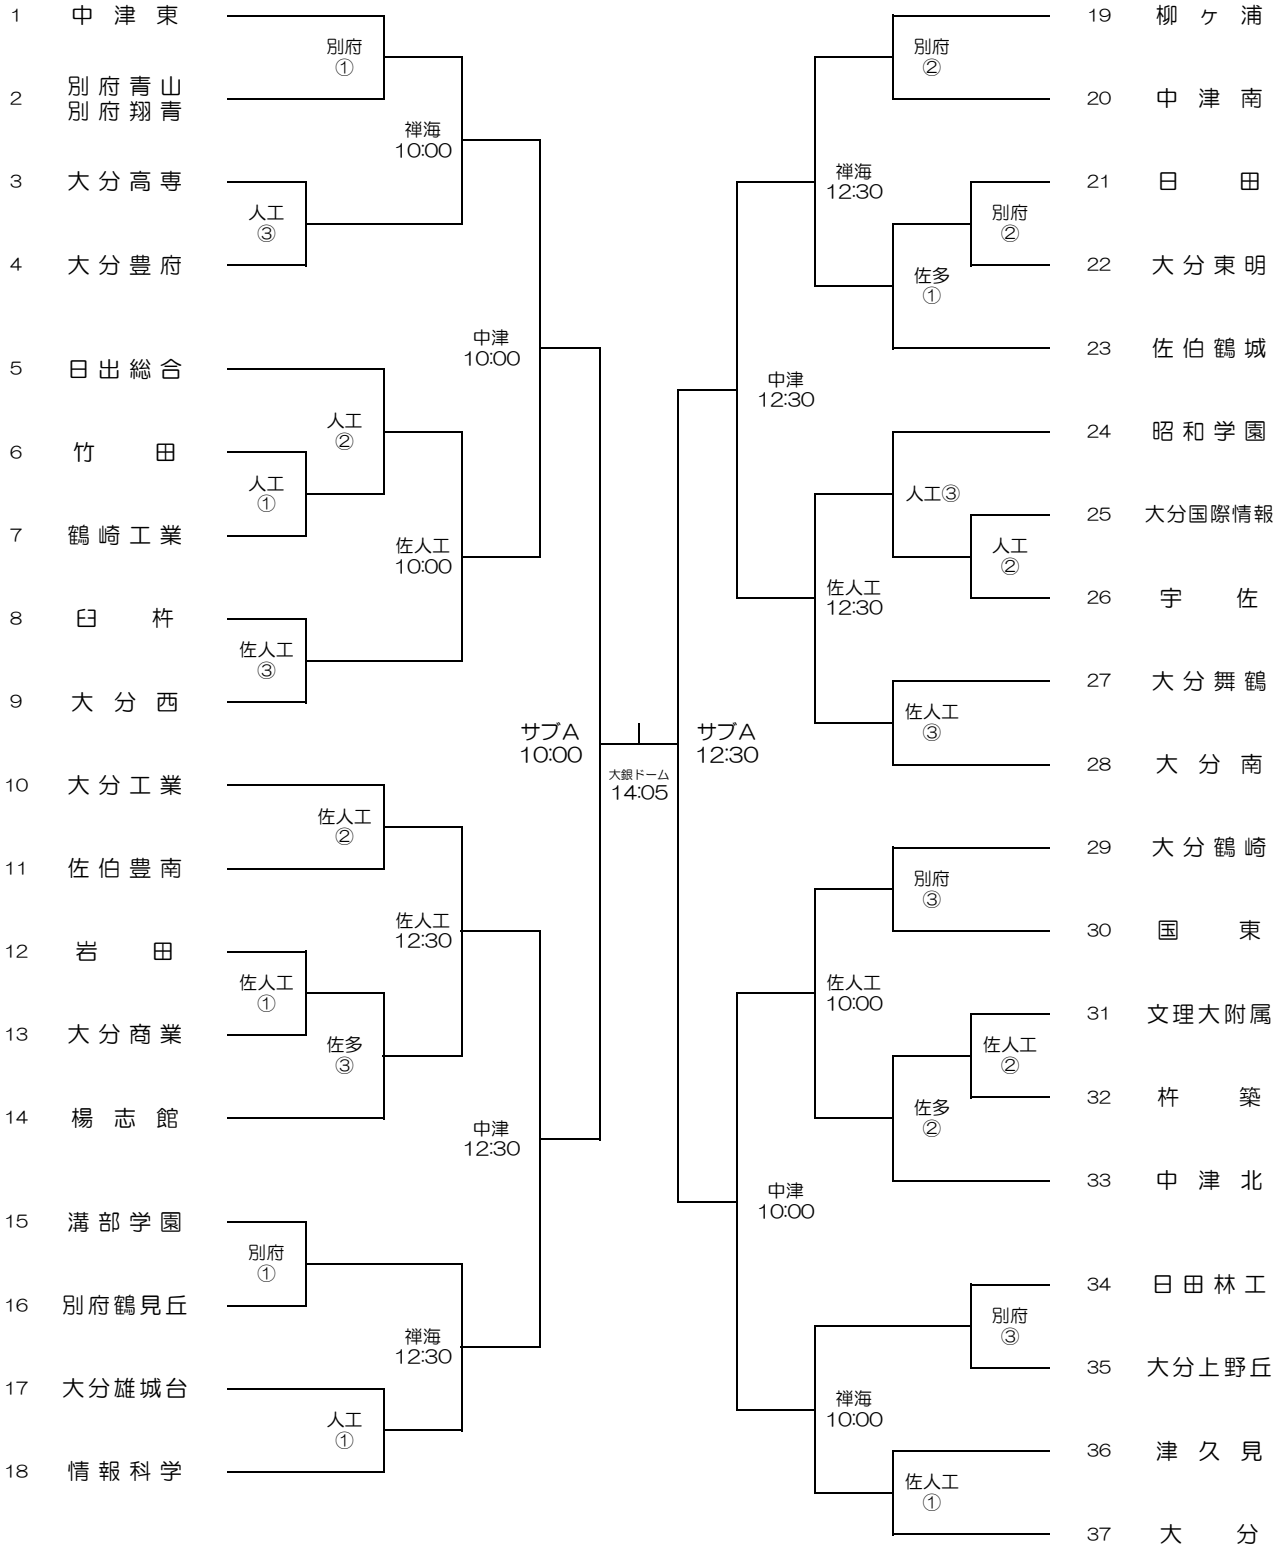 1 中津東
別府①
2 別府青山
別府翔青
禅海
10:00
3 大分高専
人工
③
4 大分豊府
中津
10:00
5 日出総合
人工
②
6 竹田
人工
①
7 鶴崎工業
佐人工
10:00
8 臼杵
佐人工
③
9 大分西
サブA
10:00
10 大分工業
佐人工
②
11 佐伯豊南
佐人工
12:30
12 岩田
佐人工
①
13 大分商業
佐多
③
14 楊志館
中津
12:30
15 溝部学園
別府
①
16 別府鶴見丘
禅海
12:30
17 大分雄城台
人工
①
18 情報科学
大銀ドーム
14:05
19 柳ヶ浦
別府
②
20 中津南
禅海
12:30
21 日田
別府
②
22 大分東明
佐多
①
23 佐伯鶴城
中津
12:30
24 昭和学園
人工③
25 大分国際情報
人工
②
26 宇佐
佐人工
12:30
27 大分舞鶴
佐人工
③
28 大分南
サブA
12:30
29 大分鶴崎
別府
③
30 国東
佐人工
10:00
31 文理大附属
佐人工
②
32 杵築
佐多
②
33 中津北
中津
10:00
34 日田林工
別府
③
35 大分上野丘
禅海
10:00
36 津久見
佐人工
①
37 大分